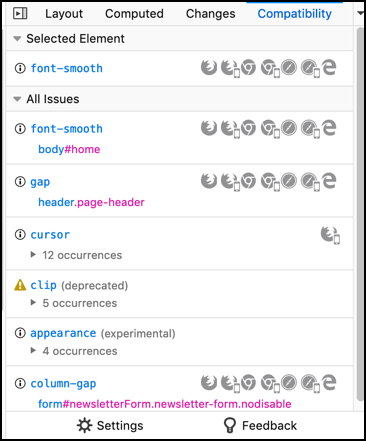 Layout Computed Changes Compatibility
Selected Element
font-smooth
All Issues
font-smooth
body#home
gap
header.page-header
cursor
12 occurrences
clip (deprecated)
5 occurrences
appearance (experimental)
4 occurrences
column-gap
form#newsletterForm.newsletter-form.nodisable
Settings Feedback